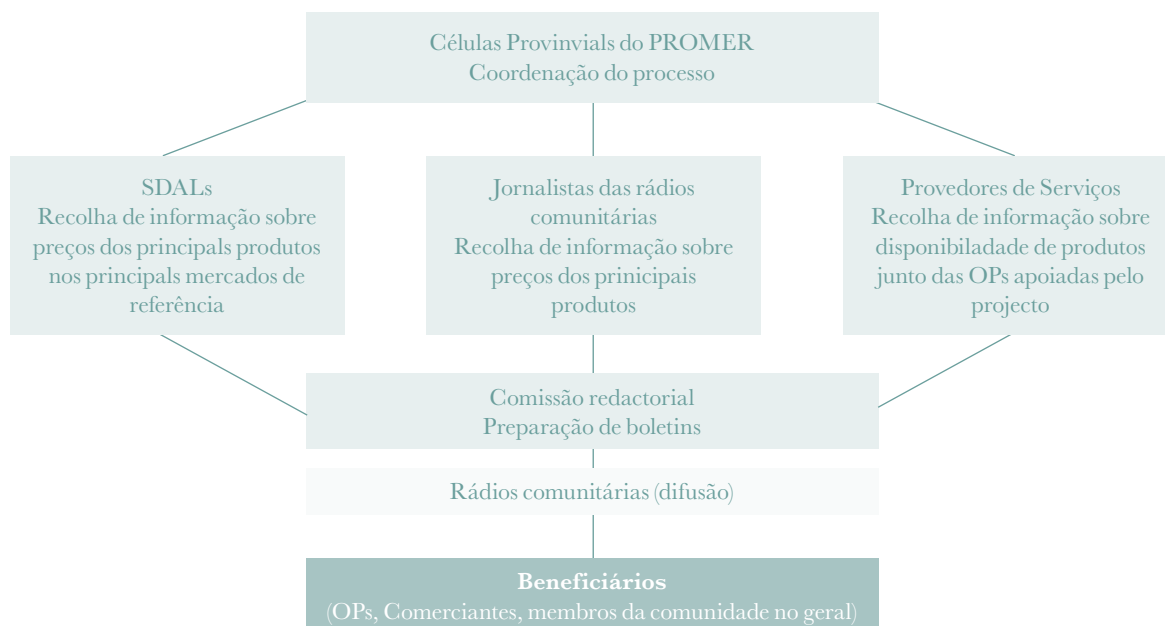 Células Provinvials do PROMER
Coordenação do processo
SDALs
Recolha de informação sobre
preços dos principals produtos
nos principals mercados de
referência
Jornalistas das rádios
comunitárias
Recolha de informação sobre
preços dos prinicipais
produtos
Provedores de Serviços
Recolha de informação sobre
disponibiladade de produtos
junto das OPs apoiadas pelo
projecto
Comissão redactorial
Preparação de boletins
Rádios comunitárias (difusão)
Beneficiários
(OPs, Comerciantes, membros da comunidade no geral)